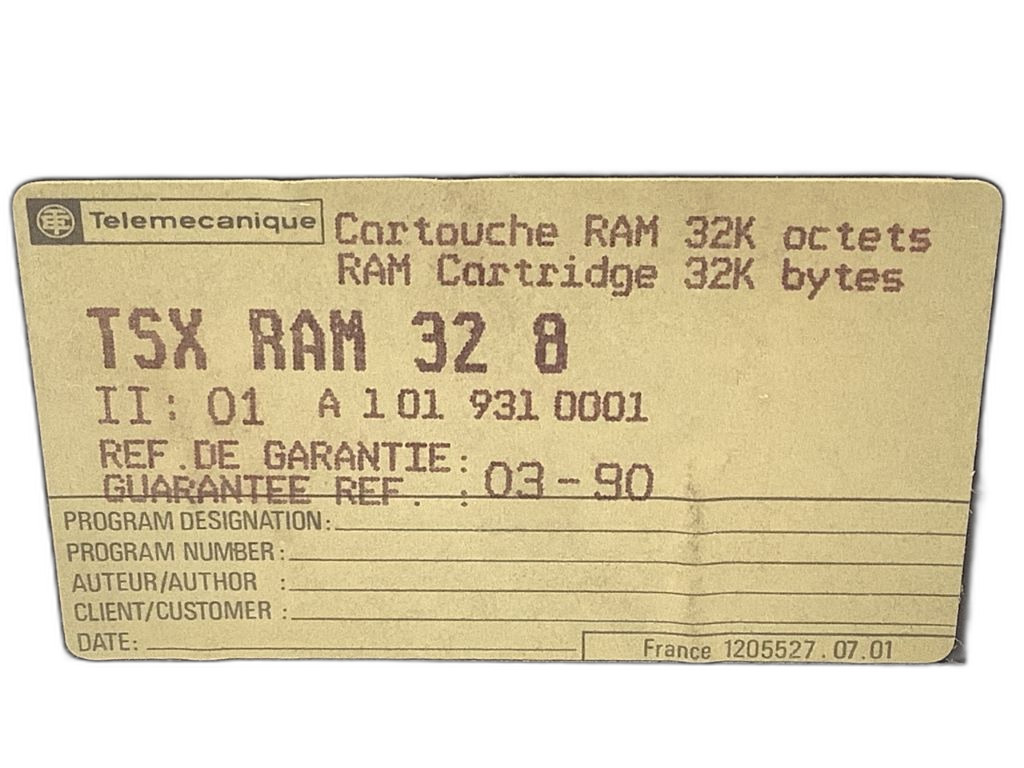 Telemecanique
Cartouche RAM 32K octets
RAM Cartridge 32K bytes
TSX RAM 32 8
II: 01 A 101 931 0001
REF.DE GARANTIE:
GUARANTEE REF. : 03-90
PROGRAM DESIGNATION:
PROGRAM NUMBER:
AUTEUR/AUTHOR :
CLIENT/CUSTOMER :
DATE:
France 1205527.07.01